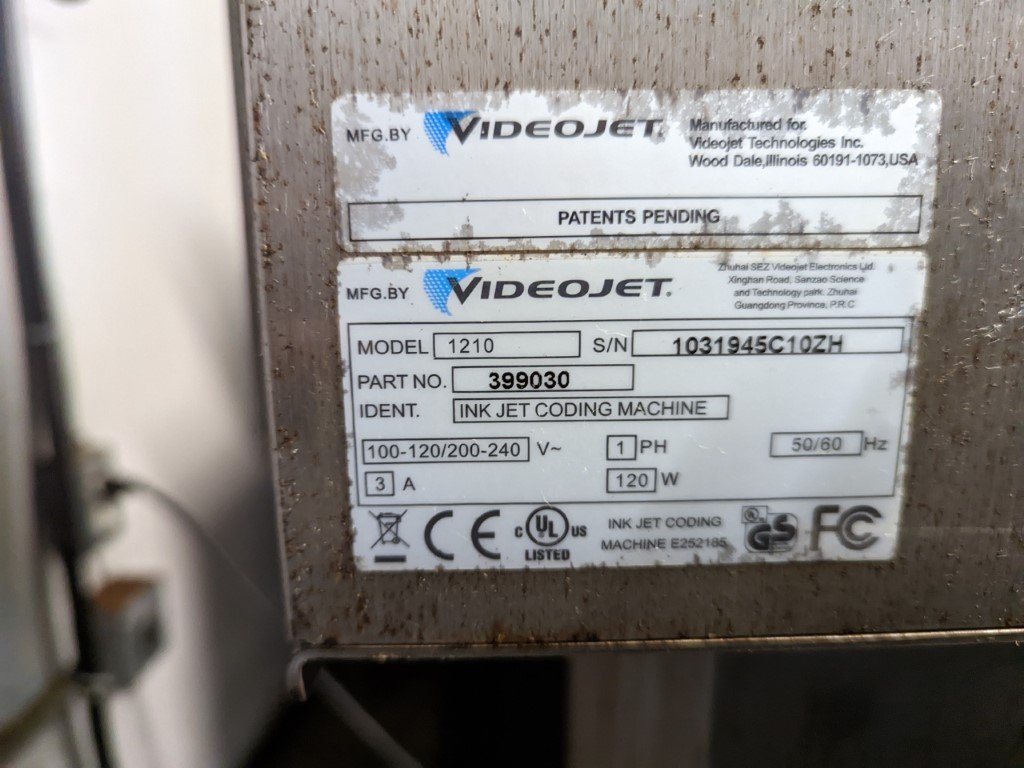 MFG.BY VIDEOJET. Manufactured for.
Videojet Technologies Inc.
Wood Dale,Illinois 60191-1073,USA
PATENTS PENDING
MFG.BY VIDEOJET. Zhuhai SEZ Videojet Electronics Ltd.
Xinghan Road, Sanzao Science
and Technology park. Zhuhai
Guangdong Province, P.R.C
MODEL 1210 S/N 1031945C10ZH
PART NO. 399030
IDENT. INK JET CODING MACHINE
100-120/200-240 V~ 1 PH 50/60 Hz
3 A 120 W
CE C UL US LISTED INK JET CODING
MACHINE E252185 UL GS FC